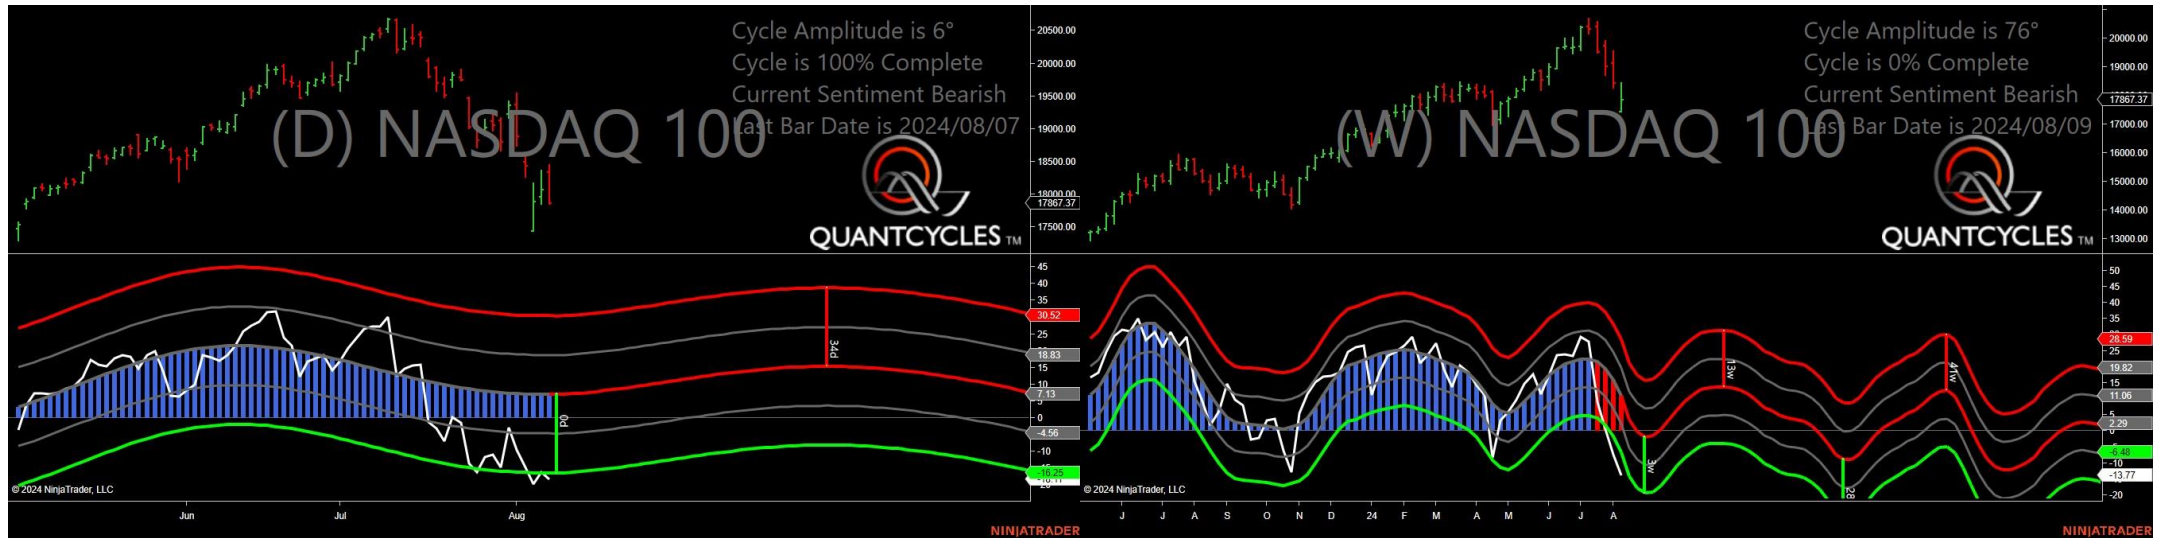 Cycle Amplitude is 6°
Cycle is 100% Complete
Current Sentiment Bearish
Last Bar Date is 2024/08/07
(D) NASDAQ 100
QUANTCYCLES TM
20500.00
20000.00
19500.00
19000.00
18500.00
18000.00
17867.37
17500.00
45
40
35
30.52
25
18.83
15
10
7.13
0
-4.56
-10
-16.25
34d
0d
© 2024 NinjaTrader, LLC
Jun
Jul
Aug
NINJATRADER
Cycle Amplitude is 76°
Cycle is 0% Complete
Current Sentiment Bearish
Last Bar Date is 2024/08/09
(W) NASDAQ 100
QUANTCYCLES TM
20000.00
19000.00
17867.37
17000.00
16000.00
15000.00
14000.00
13000.00
50
45
40
35
28.59
25
19.82
15
11.06
5
2.29
-6.48
-10
-13.77
-20
13w
41w
3w
28
© 2024 NinjaTrader, LLC
J J A S O N D 24 F M A M J J A
NINJATRADER